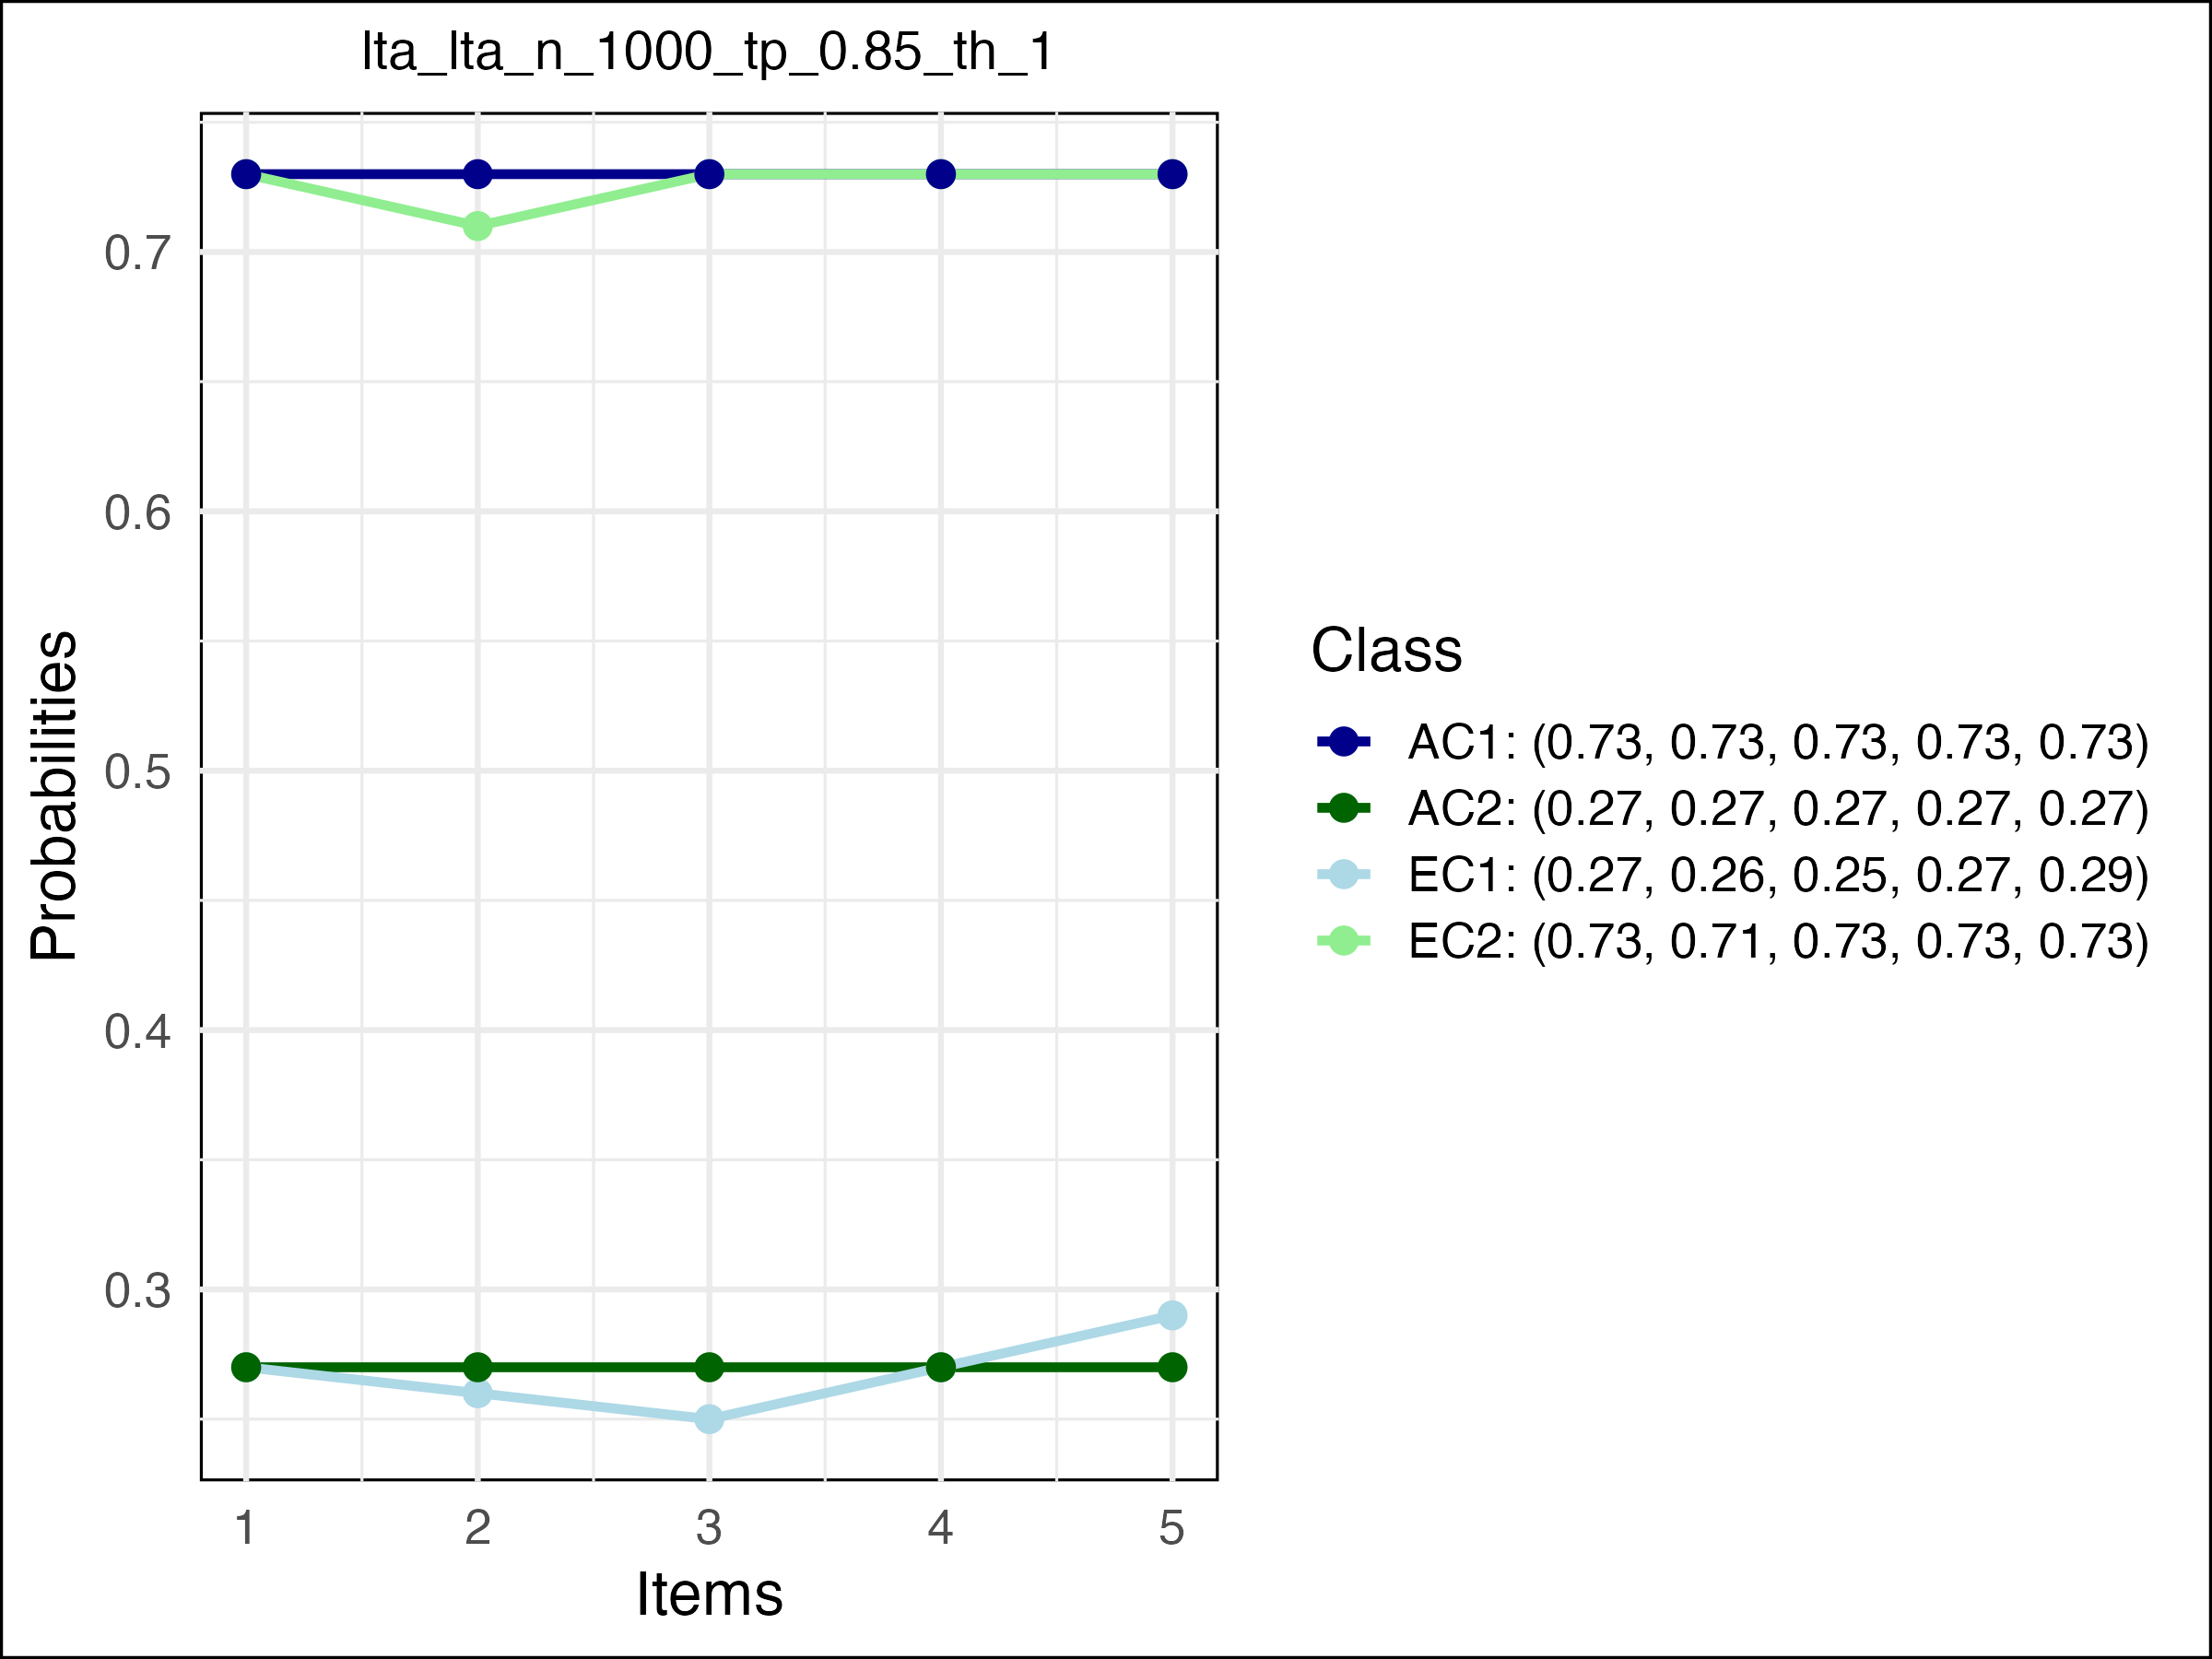 lta_lta_n_1000_tp_0.85_th_1
Probabilities
0.7
0.6
0.5
0.4
0.3
1 2 3 4 5
Items
Class
AC1: (0.73, 0.73, 0.73, 0.73, 0.73)
AC2: (0.27, 0.27, 0.27, 0.27, 0.27)
EC1: (0.27, 0.26, 0.25, 0.27, 0.29)
EC2: (0.73, 0.71, 0.73, 0.73, 0.73)